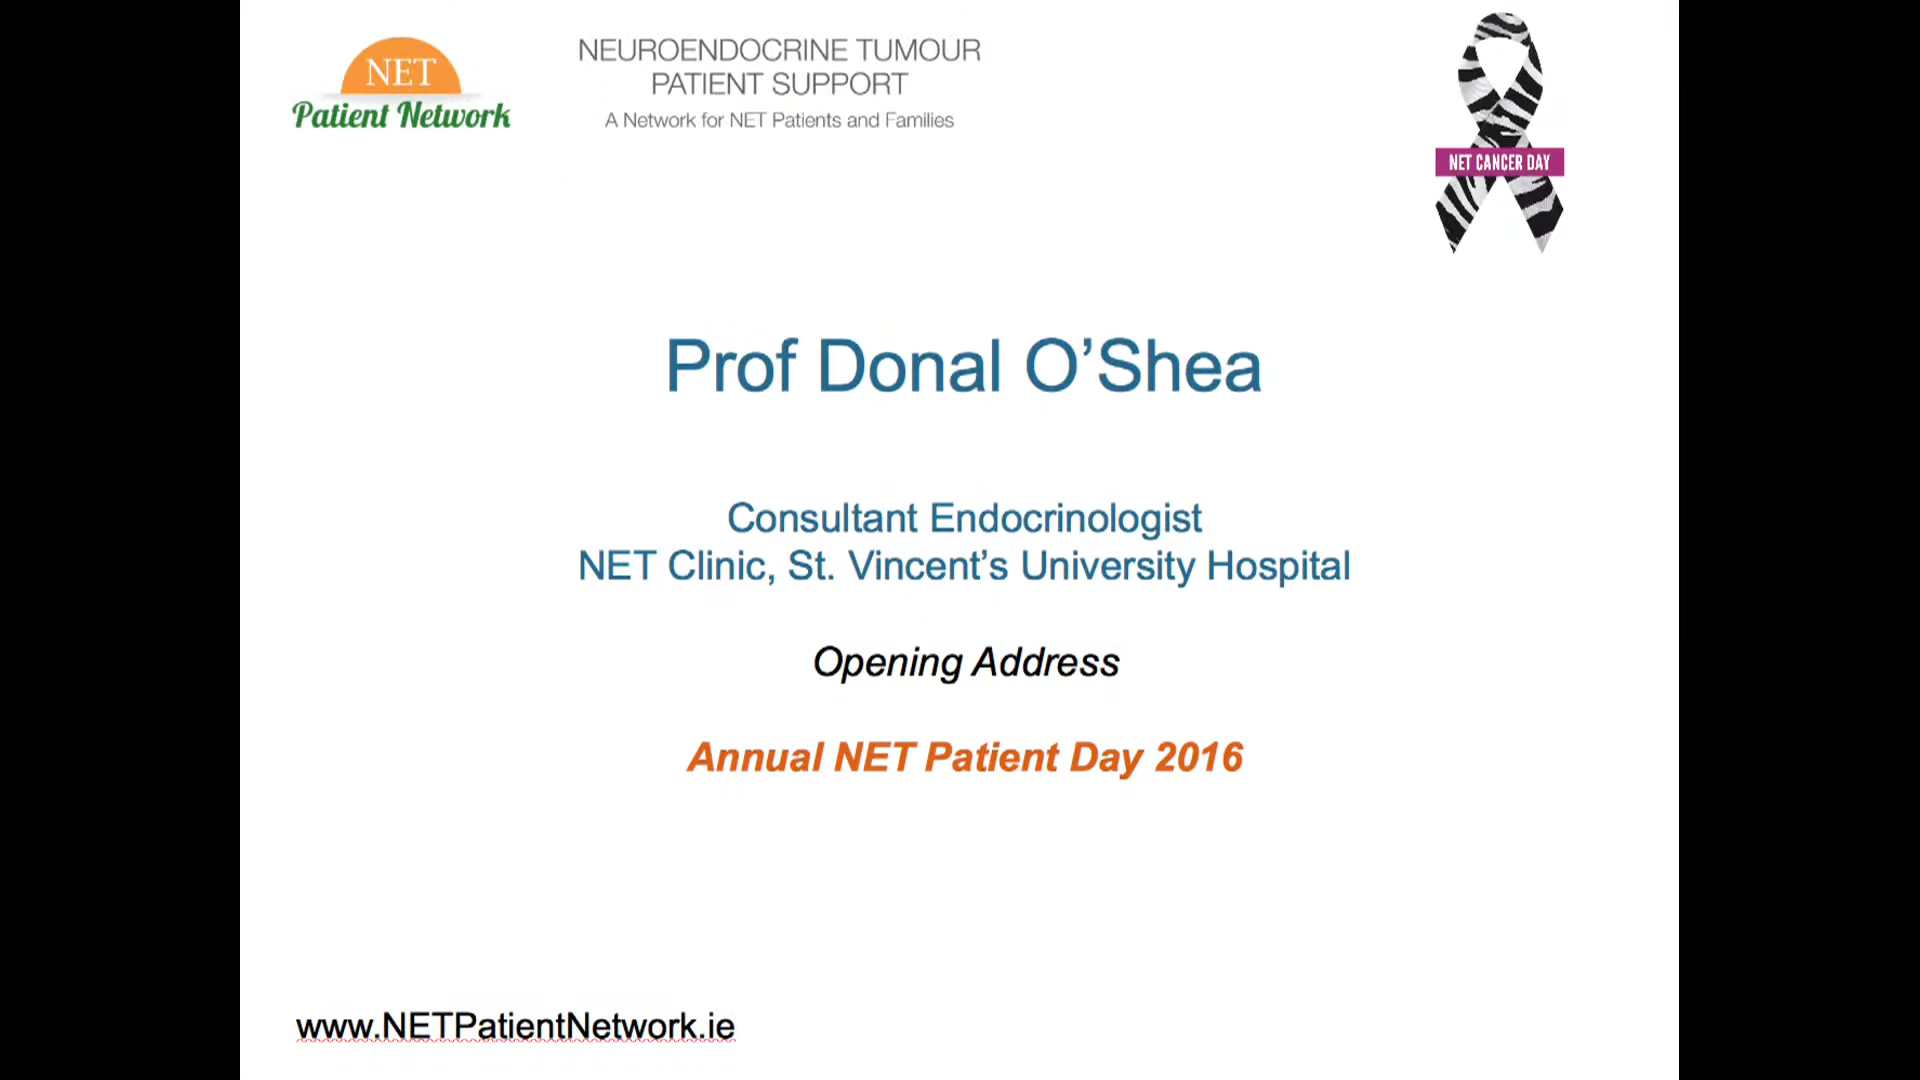 NET
Patient Network
NEUROENDOCRINE TUMOUR
PATIENT SUPPORT
A Network for NET Patients and Families
NET CANCER DAY
Prof Donal O’Shea
Consultant Endocrinologist
NET Clinic, St. Vincent’s University Hospital
Opening Address
Annual NET Patient Day 2016
www.NETPatientNetwork.ie